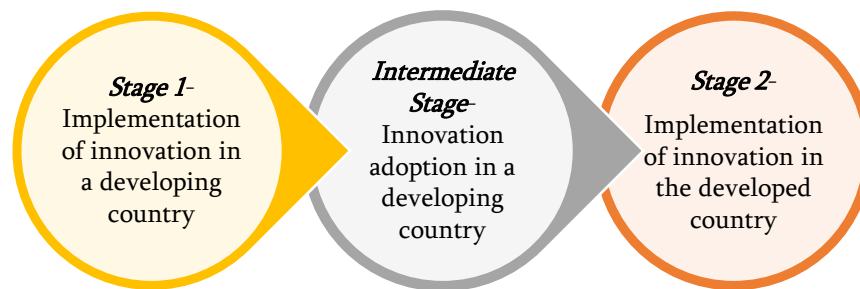 Stage 1-
Implementation
of innovation in
a developing
country
Intermediate
Stage-
Innovation
adoption in a
developing
country
Stage 2-
Implementation
of innovation in
the developed
country